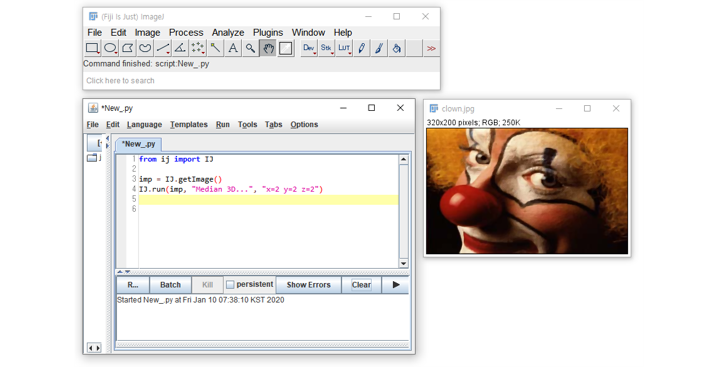 (Fiji Is Just) ImageJ
File Edit Image Process Analyze Plugins Window Help
A Dev Stk LUT >>
Command finished: script:New_.py
Click here to search
*New_.py
File Edit Language Templates Run Tools Tabs Options
*New_.py
1 from ij import IJ
2
3 imp = IJ.getImage()
4 IJ.run(imp, "Median 3D...", "x=2 y=2 z=2")
5
6
R... Batch Kill persistent Show Errors Clear
Started New_.py at Fri Jan 10 07:38:10 KST 2020
clown.jpg
320x200 pixels; RGB; 250K